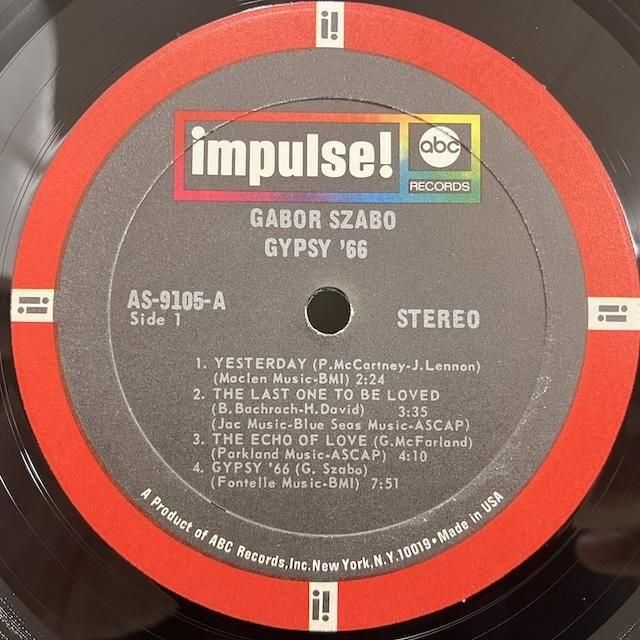 i!
impulse!
abc
RECORDS
GABOR SZABO
GYPSY '66
AS-9105-A
Side 1
STEREO
i!
i!
1. YESTERDAY (P.McCartney-J.Lennon)
(Maclen Music-BMI) 2:24
2. THE LAST ONE TO BE LOVED
(B.Bachrach-H.David) 3:35
(Jac Music-Blue Seas Music-ASCAP)
3. THE ECHO OF LOVE (G.McFarland)
(Parkland Music-ASCAP) 4:10
4. GYPSY '66 (G. Szabo)
(Fontelle Music-BMI) 7:51
A Product of ABC Records,Inc.New York,N.Y.10019•Made in USA
i!